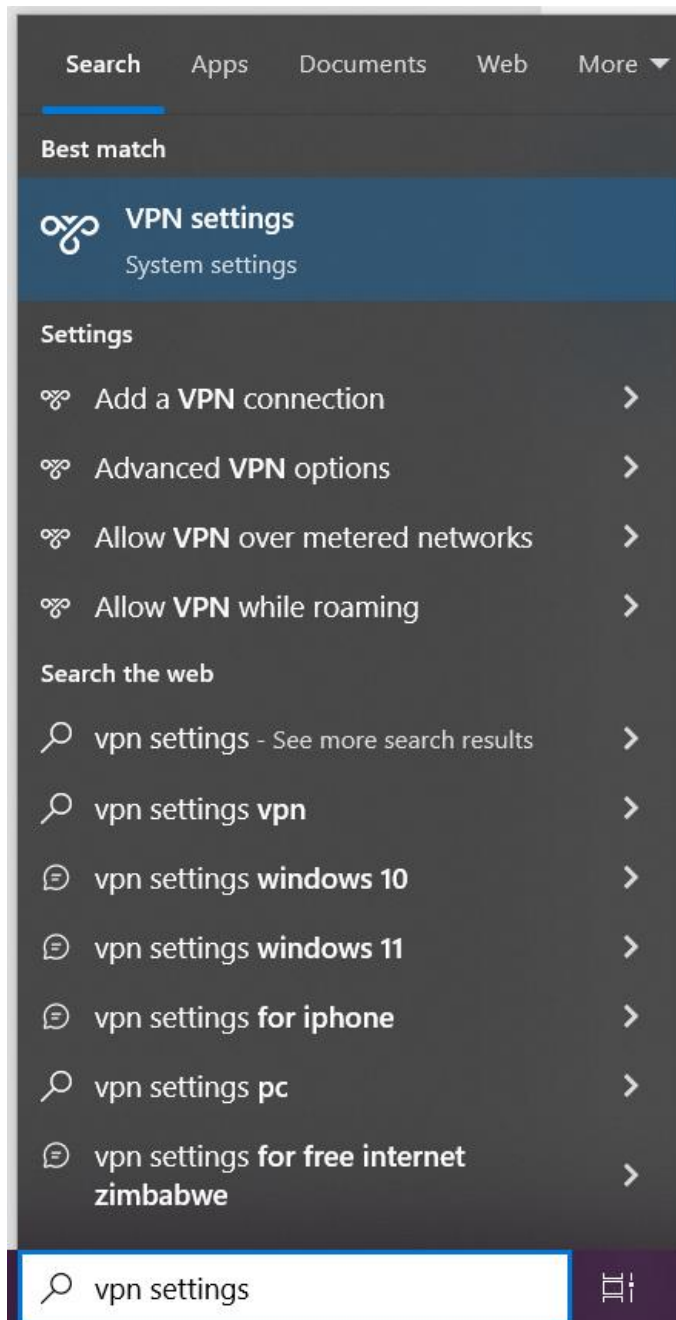 Search Apps Documents Web More
Best match
VPN settings
System settings
Settings
Add a VPN connection
Advanced VPN options
Allow VPN over metered networks
Allow VPN while roaming
Search the web
vpn settings - See more search results
vpn settings vpn
vpn settings windows 10
vpn settings windows 11
vpn settings for iphone
vpn settings pc
vpn settings for free internet
zimbabwe
vpn settings